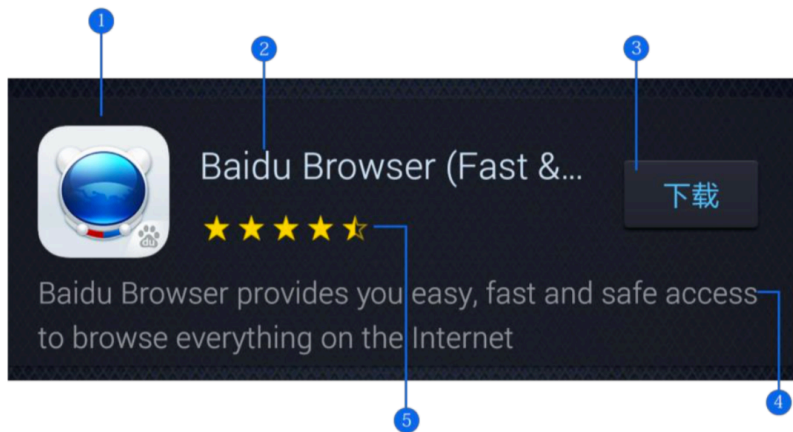 1
2
3
Baidu Browser (Fast &...
下载
du
Baidu Browser provides you easy, fast and safe access
to browse everything on the Internet
4
5